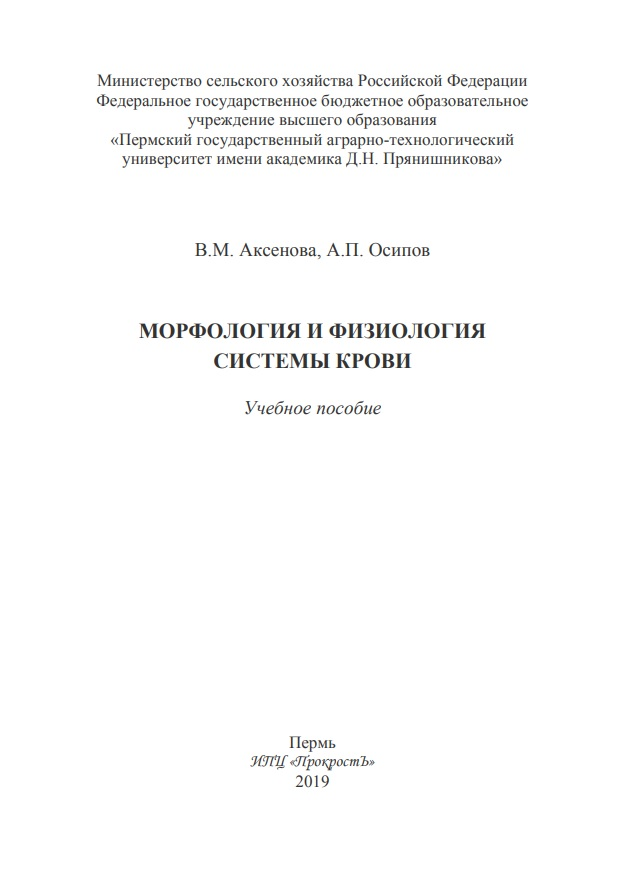 Министерство сельского хозяйства Российской Федерации
Федеральное государственное бюджетное образовательное
учреждение высшего образования
«Пермский государственный аграрно-технологический
университет имени академика Д.Н. Прянишникова»
В.М. Аксенова, А.П. Осипов
МОРФОЛОГИЯ И ФИЗИОЛОГИЯ
СИСТЕМЫ КРОВИ
Учебное пособие
Пермь
ИПЦ «ПрокростЪ»
2019